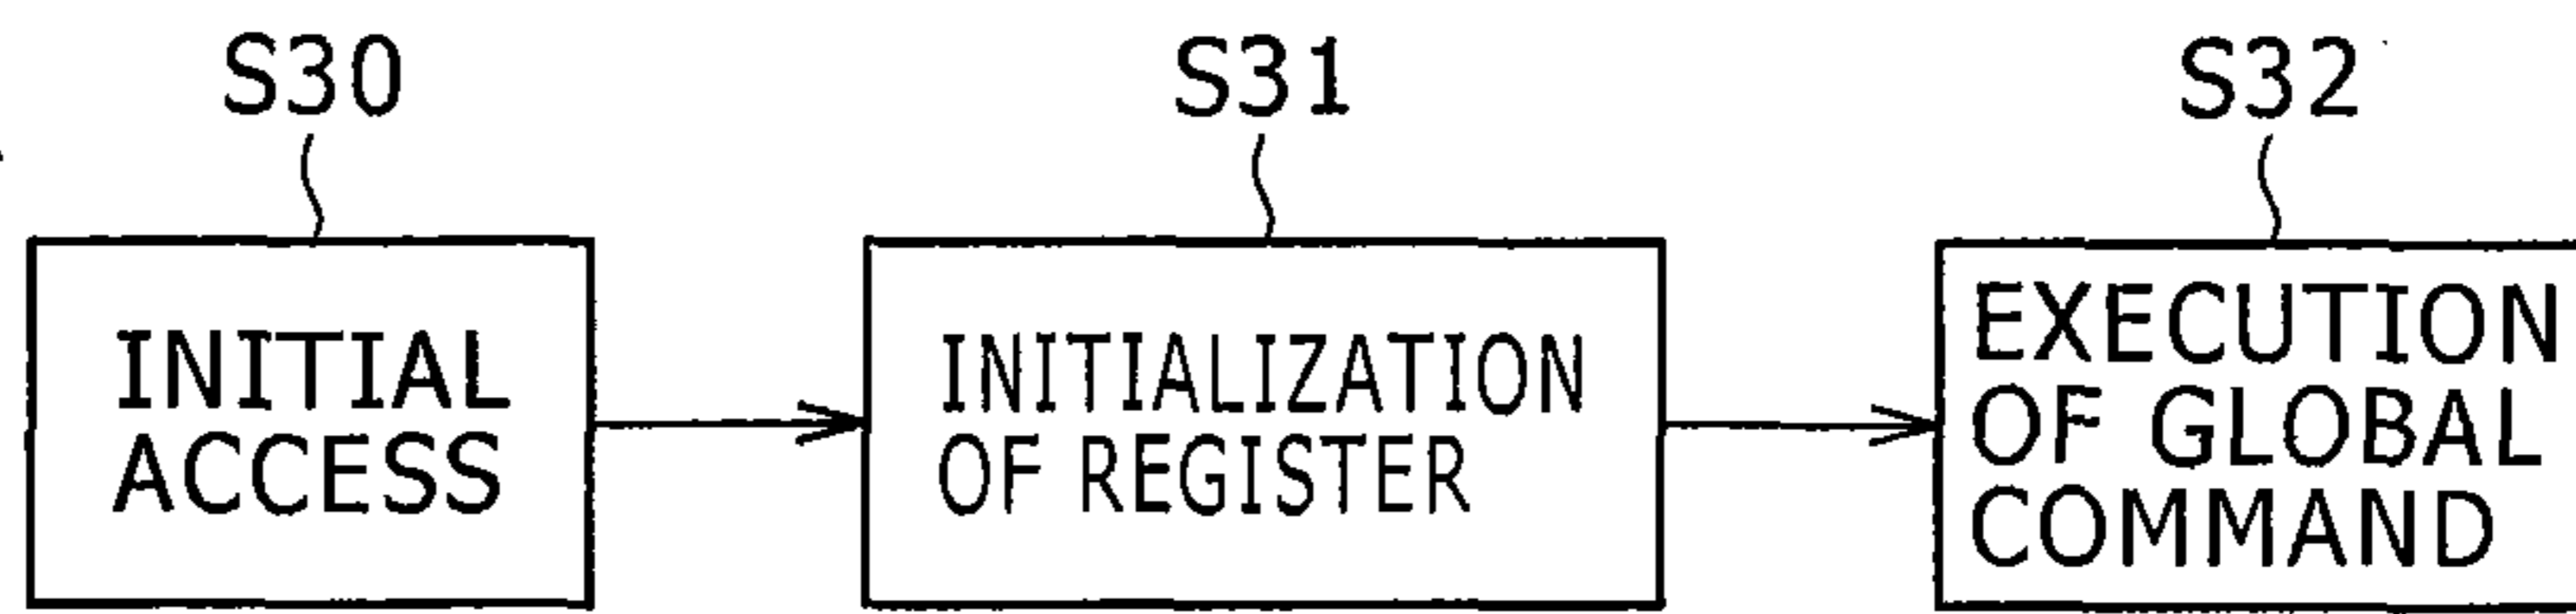 S30
S31
S32
INITIAL
ACCESS
INITIALIZATION
OF REGISTER
EXECUTION
OF GLOBAL
COMMAND